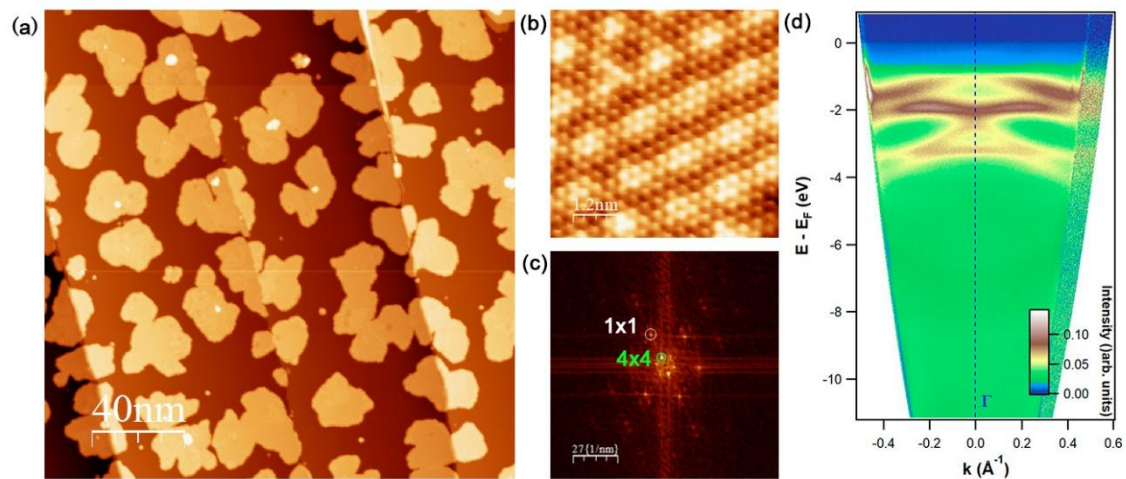 (a)
40nm
(b)
1.2nm
(c)
1x1
4x4
27[1/nm]
(d)
E - E_F (eV)
0
-2
-4
-6
-8
-10
Intensity (arb. units)
0.10
0.05
0.00
Γ
-0.4
-0.2
0.0
0.2
0.4
0.6
k (Å⁻¹)